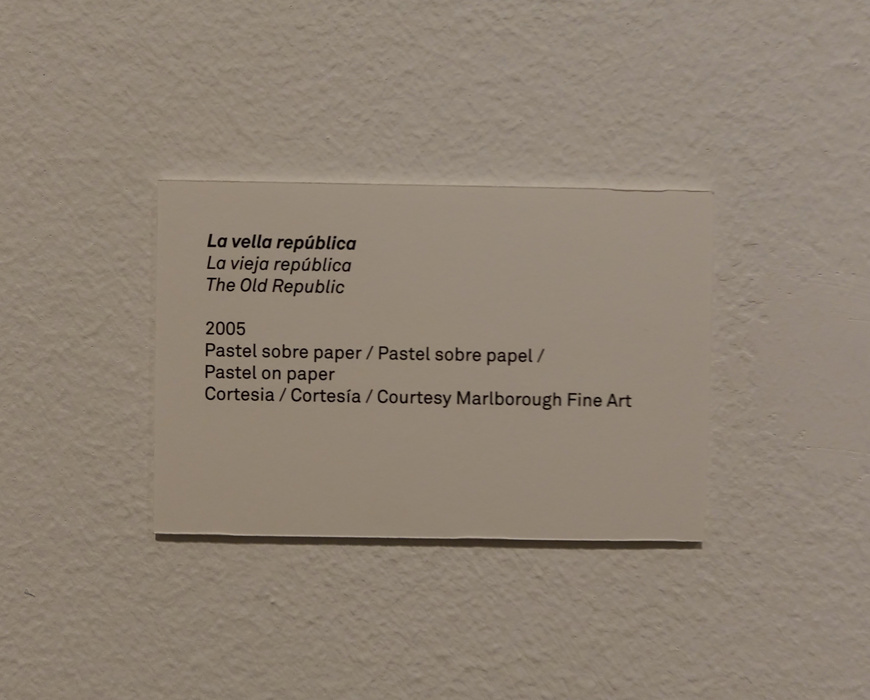 La vella república
La vieja república
The Old Republic
2005
Pastel sobre paper / Pastel sobre papel /
Pastel on paper
Cortesia / Cortesía / Courtesy Marlborough Fine Art